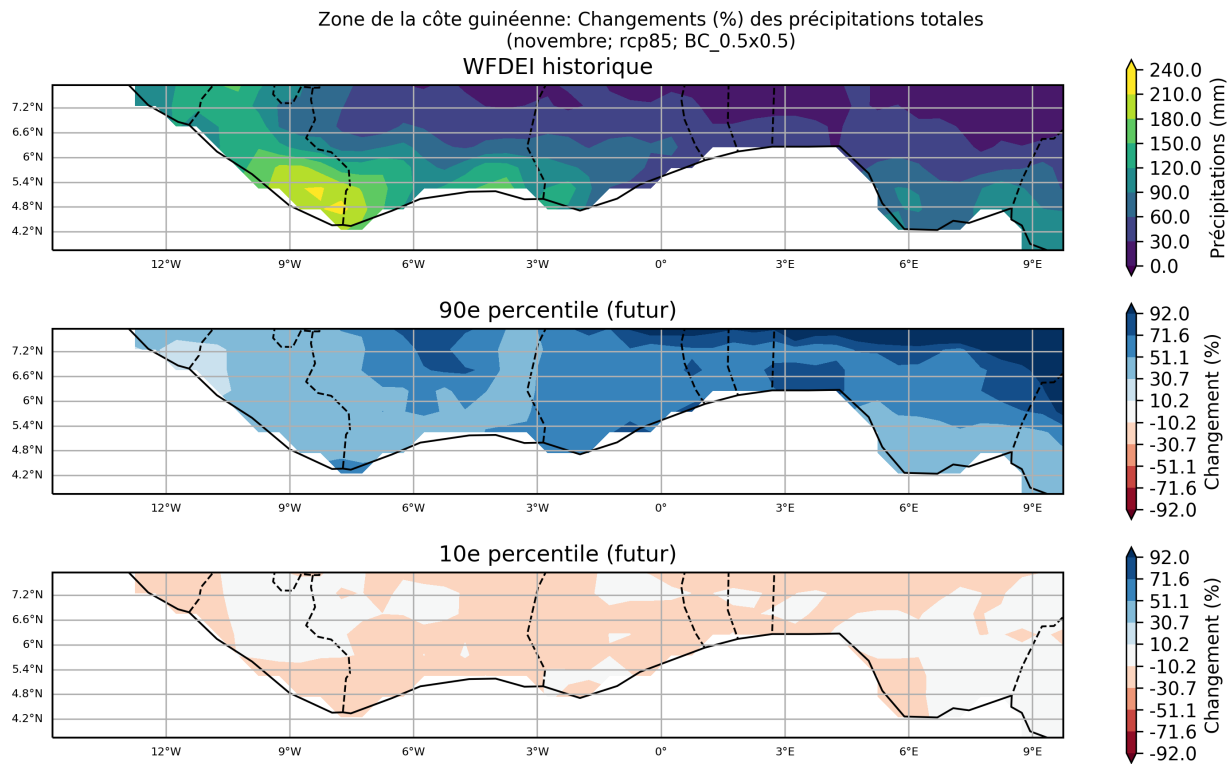 Zone de la côte guinéenne: Changements (%) des précipitations totales
(novembre; rcp85; BC_0.5x0.5)
WFDEI historique
7.2°N
6.6°N
6°N
5.4°N
4.8°N
4.2°N
12°W 9°W 6°W 3°W 0° 3°E 6°E 9°E
240.0
210.0
180.0
150.0
120.0
90.0
60.0
30.0
0.0
Précipitations (mm)
90e percentile (futur)
7.2°N
6.6°N
6°N
5.4°N
4.8°N
4.2°N
12°W 9°W 6°W 3°W 0° 3°E 6°E 9°E
92.0
71.6
51.1
30.7
10.2
-10.2
-30.7
-51.1
-71.6
-92.0
Changement (%)
10e percentile (futur)
7.2°N
6.6°N
6°N
5.4°N
4.8°N
4.2°N
12°W 9°W 6°W 3°W 0° 3°E 6°E 9°E
92.0
71.6
51.1
30.7
10.2
-10.2
-30.7
-51.1
-71.6
-92.0
Changement (%)